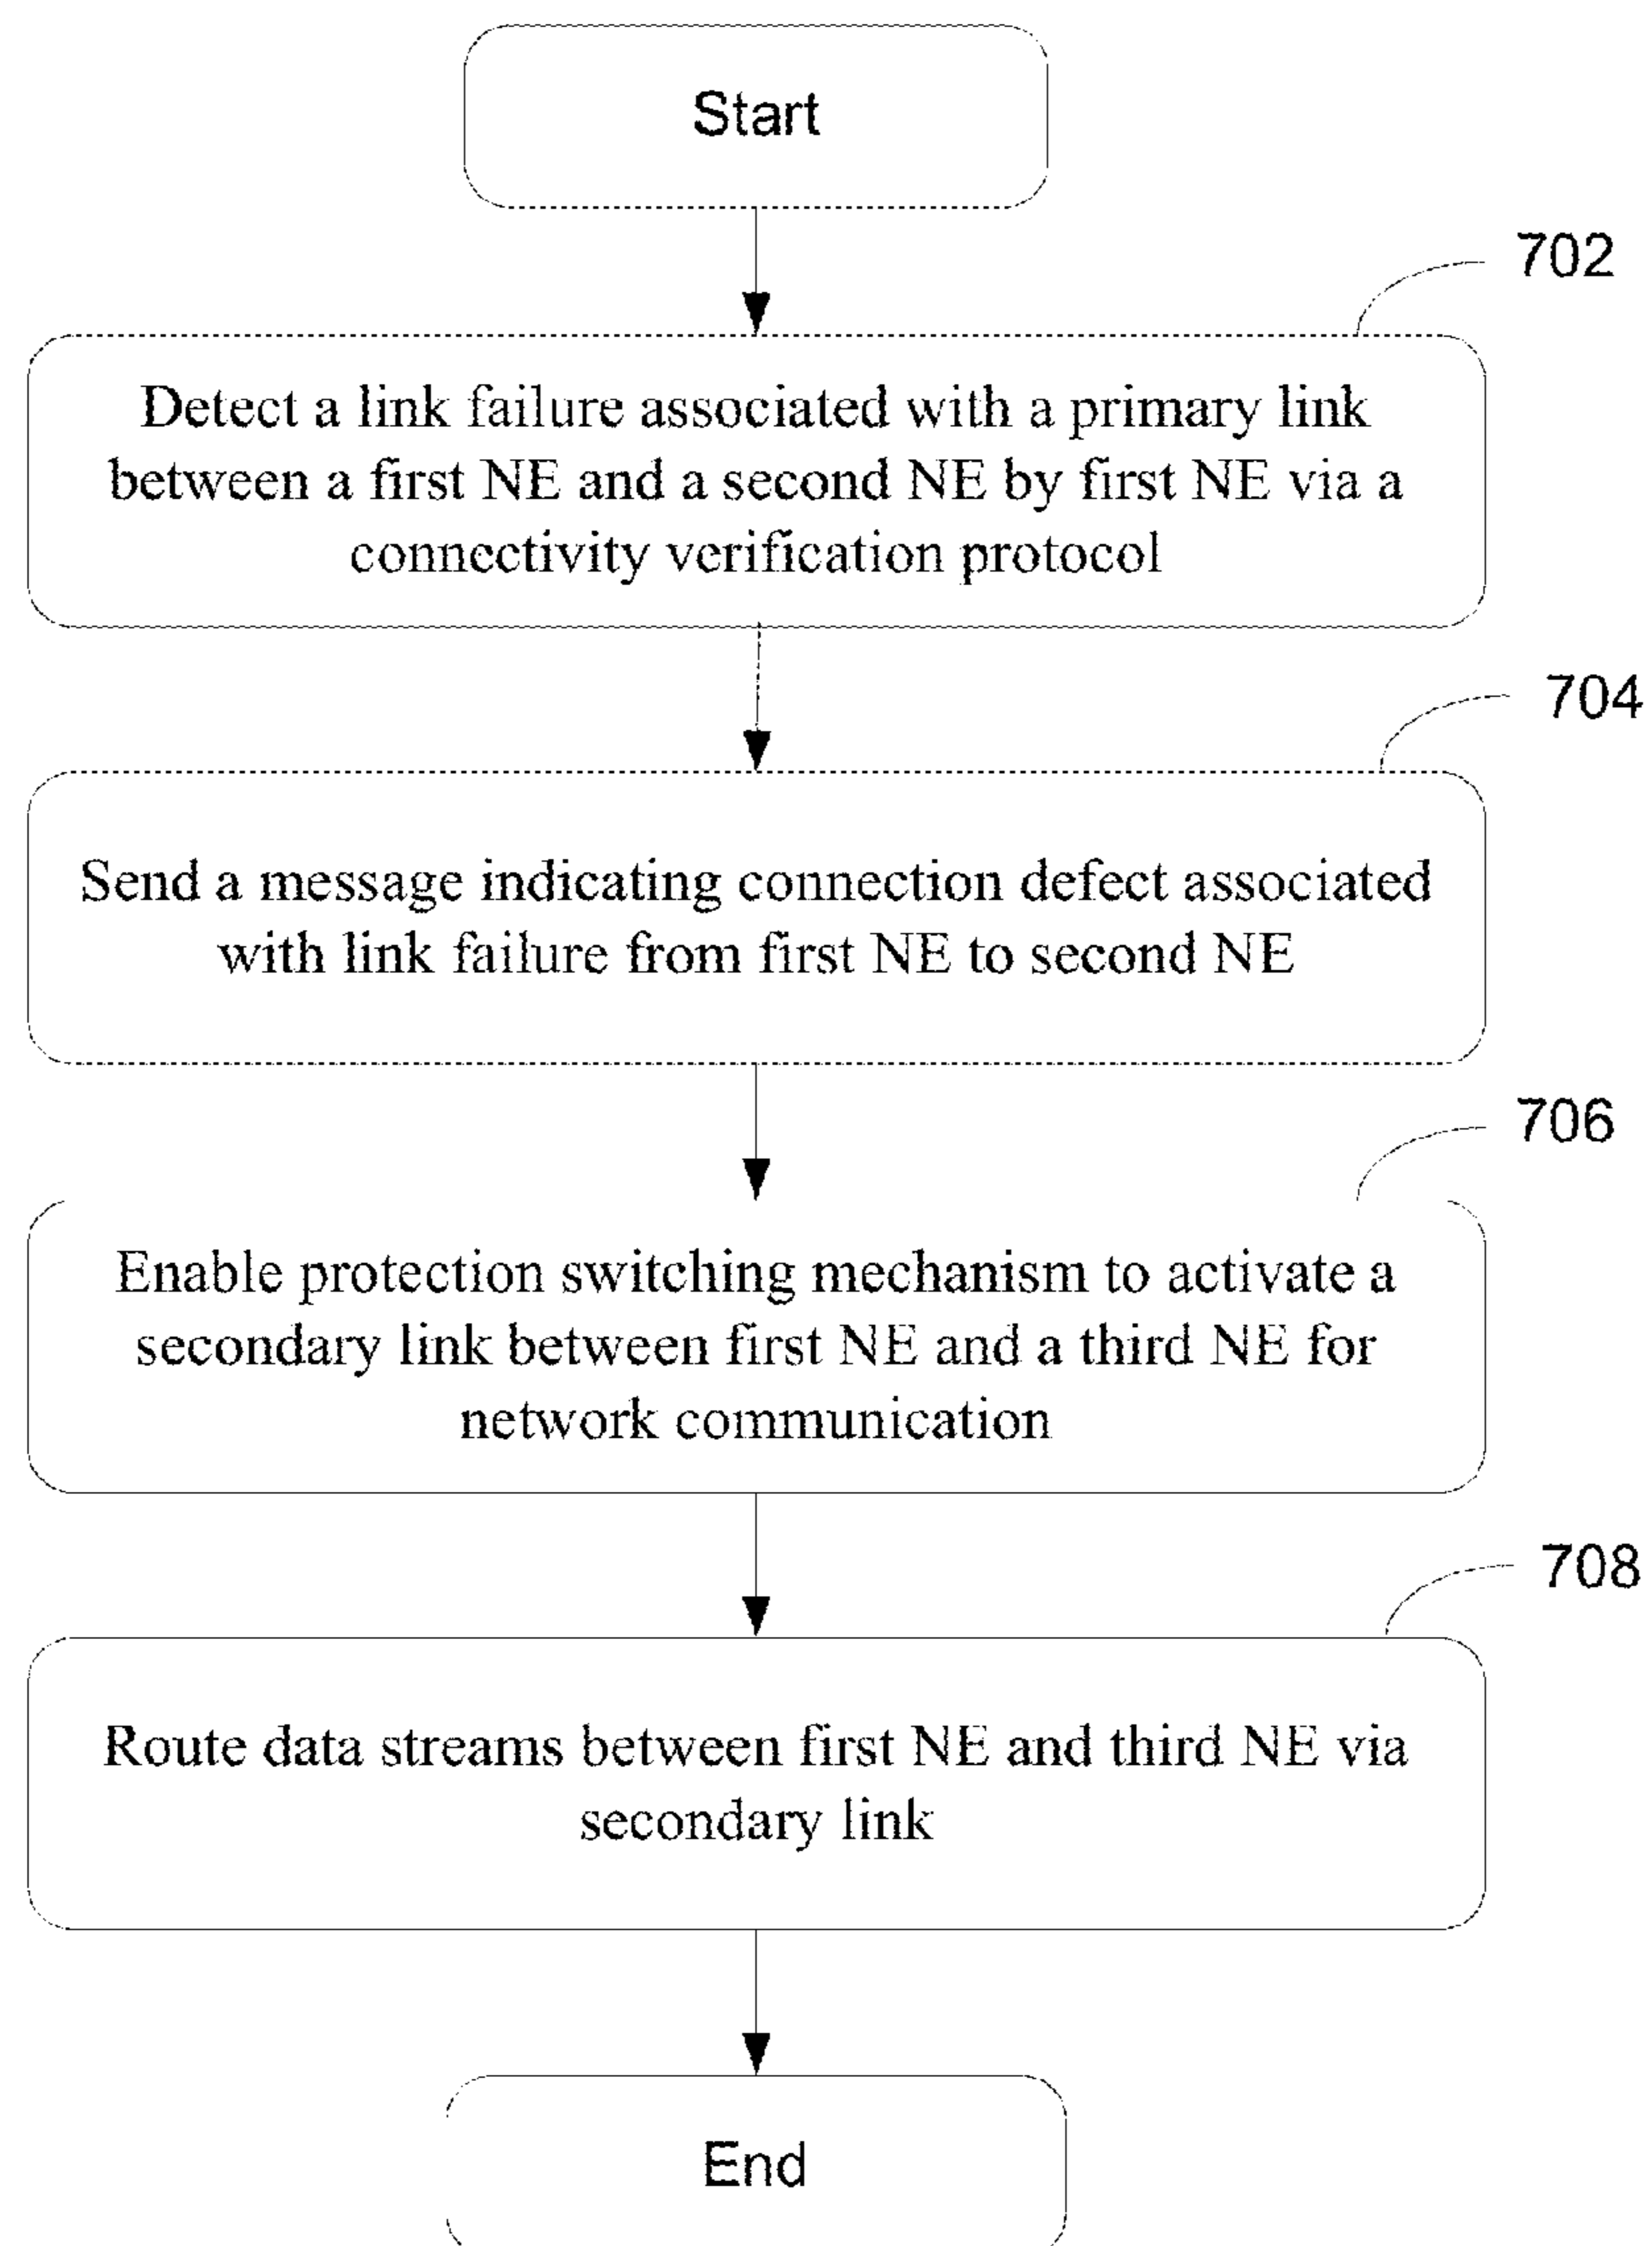 Start
702
Detect a link failure associated with a primary link
between a first NE and a second NE by first NE via a
connectivity verification protocol
704
Send a message indicating connection defect associated
with link failure from first NE to second NE
706
Enable protection switching mechanism to activate a
secondary link between first NE and a third NE for
network communication
708
Route data streams between first NE and third NE via
secondary link
End